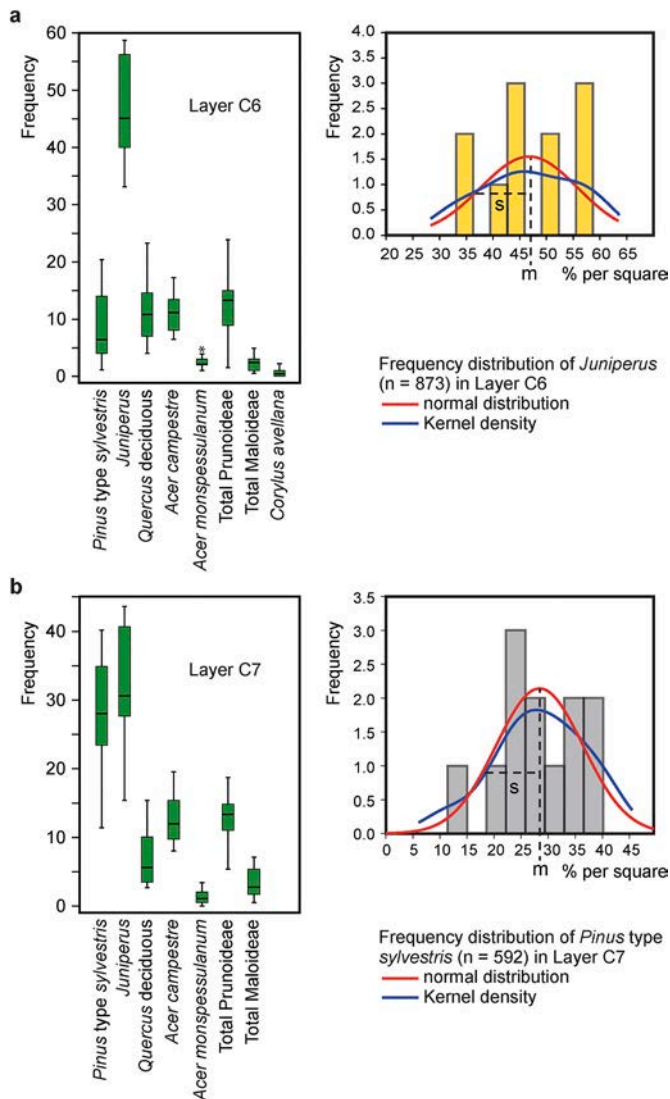 a
Frequency
60
50
40
30
20
10
0
Layer C6
Pinus type sylvestris
Juniperus
Quercus deciduous
Acer campestre
Acer monspessulanum
Total Prunoideae
Total Maloideae
Corylus avellana
*
Frequency
4.0
3.5
3.0
2.5
2.0
1.5
1.0
0.5
0.0
s
20 25 30 35 40 45 50 55 60 65
m % per square
Frequency distribution of Juniperus
(n = 873) in Layer C6
normal distribution
Kernel density
b
Frequency
40
30
20
10
0
Layer C7
Pinus type sylvestris
Juniperus
Quercus deciduous
Acer campestre
Acer monspessulanum
Total Prunoideae
Total Maloideae
Frequency
3.5
3.0
2.5
2.0
1.5
1.0
0.5
0.0
s
0 5 10 15 20 25 30 35 40 45
m % per square
Frequency distribution of Pinus type
sylvestris (n = 592) in Layer C7
normal distribution
Kernel density